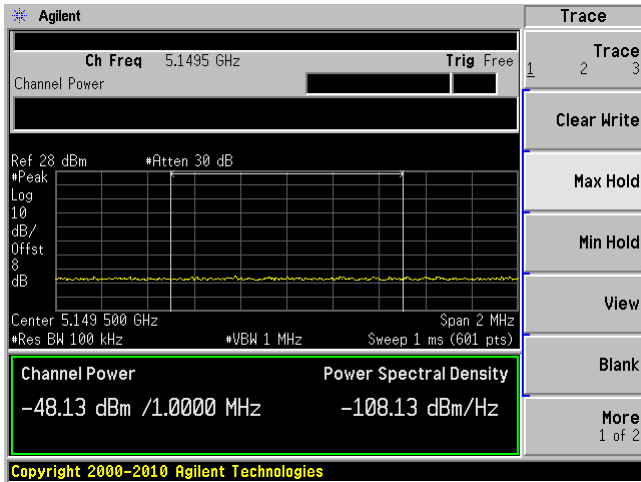 Agilent
Trace
Ch Freq 5.1495 GHz Trig Free
Channel Power
Trace
1 2 3
Clear Write
Max Hold
Min Hold
View
Blank
More
1 of 2
Ref 28 dBm #Atten 30 dB
#Peak
Log
10
dB/
Offst
8
dB
Center 5.149 500 GHz Span 2 MHz
#Res BW 100 kHz #VBW 1 MHz Sweep 1 ms (601 pts)
Channel Power Power Spectral Density
-48.13 dBm /1.0000 MHz -108.13 dBm/Hz
Copyright 2000-2010 Agilent Technologies